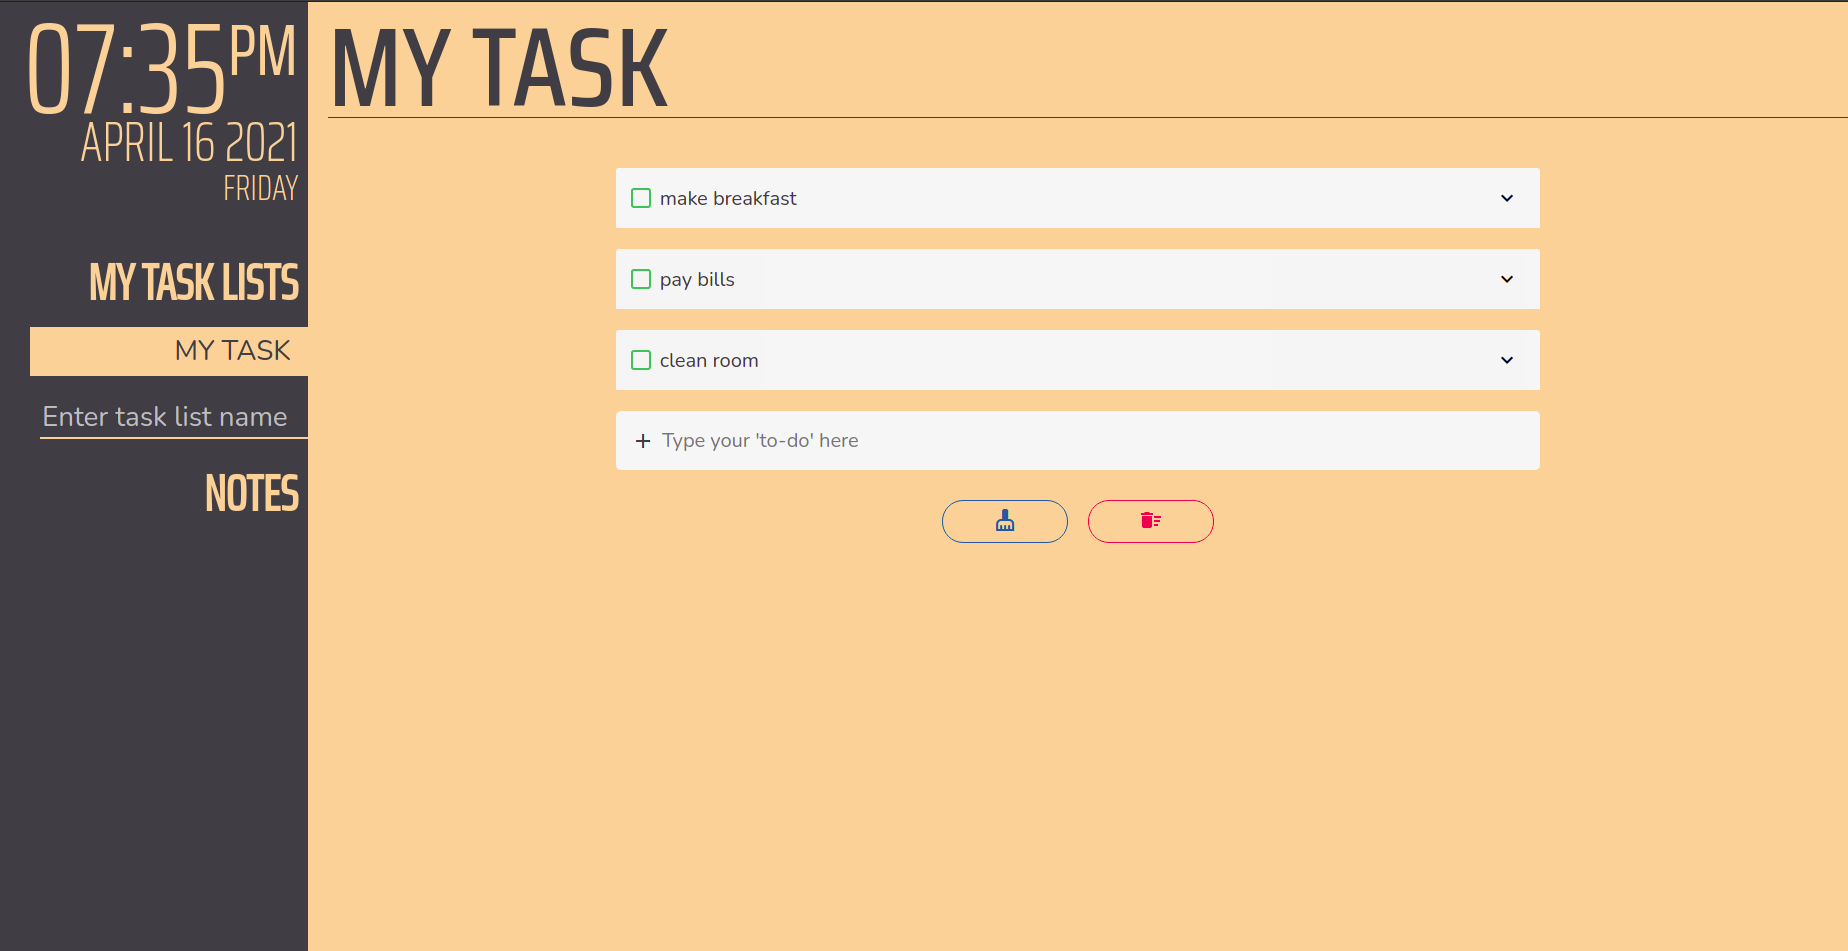 07:35PM
APRIL 16 2021
FRIDAY
MY TASK LISTS
MY TASK
Enter task list name
NOTES
MY TASK
make breakfast
pay bills
clean room
Type your 'to-do' here